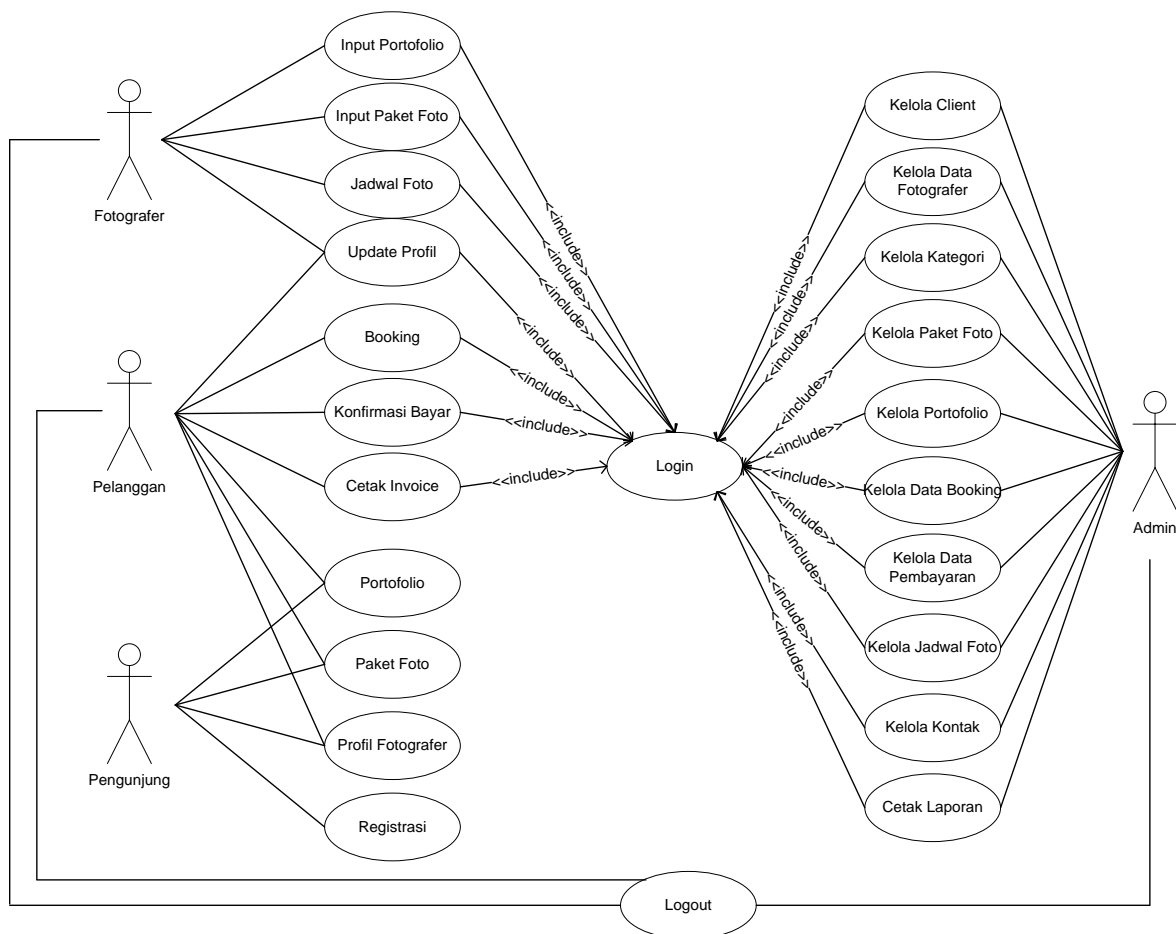 Input Portofolio
Input Paket Foto
Jadwal Foto
Fotografer
Update Profil
Booking
Konfirmasi Bayar
Pelanggan
Cetak Invoice
Portofolio
Paket Foto
Pengunjung
Profil Fotografer
Registrasi
<<include>>
<<include>>
<<include>>
<<include>>
<<include>>
<<include>>
<<include>>
Login
<<include>>
<<include>>
<<include>>
<<include>>
<<include>>
<<include>>
<<include>>
<<include>>
<<include>>
<<include>>
Kelola Client
Kelola Data
Fotografer
Kelola Kategori
Kelola Paket Foto
Kelola Portofolio
Kelola Data Booking
Admin
Kelola Data
Pembayaran
Kelola Jadwal Foto
Kelola Kontak
Cetak Laporan
Logout